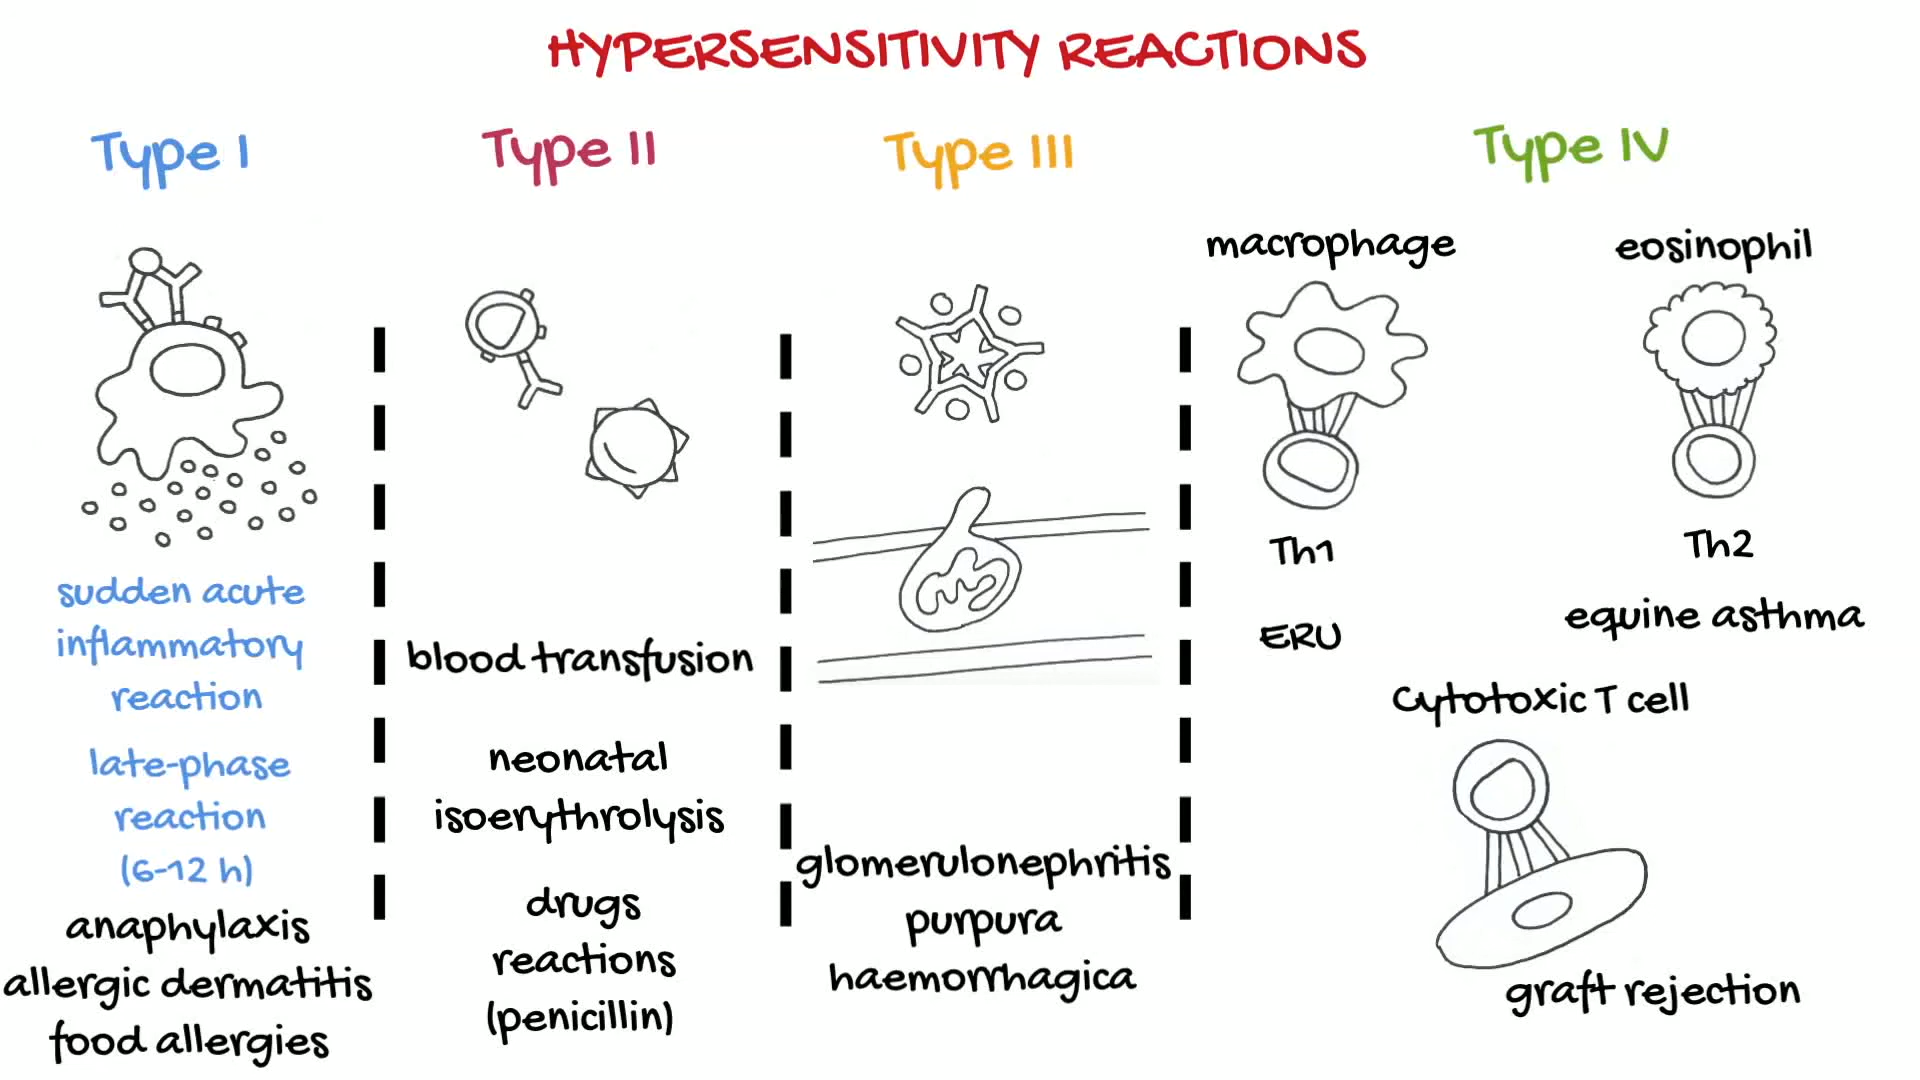 HYPERSENSITIVITY REACTIONS
Type I
sudden acute
inflammatory
reaction
late-phase
reaction
(6-12 h)
anaphylaxis
allergic dermatitis
food allergies
Type II
blood transfusion
neonatal
isoerythrolysis
drugs
reactions
(penicillin)
Type III
glomerulonephritis
purpura
haemorrhagica
Type IV
macrophage
Th1
ERU
eosinophil
Th2
equine asthma
Cytotoxic T cell
graft rejection